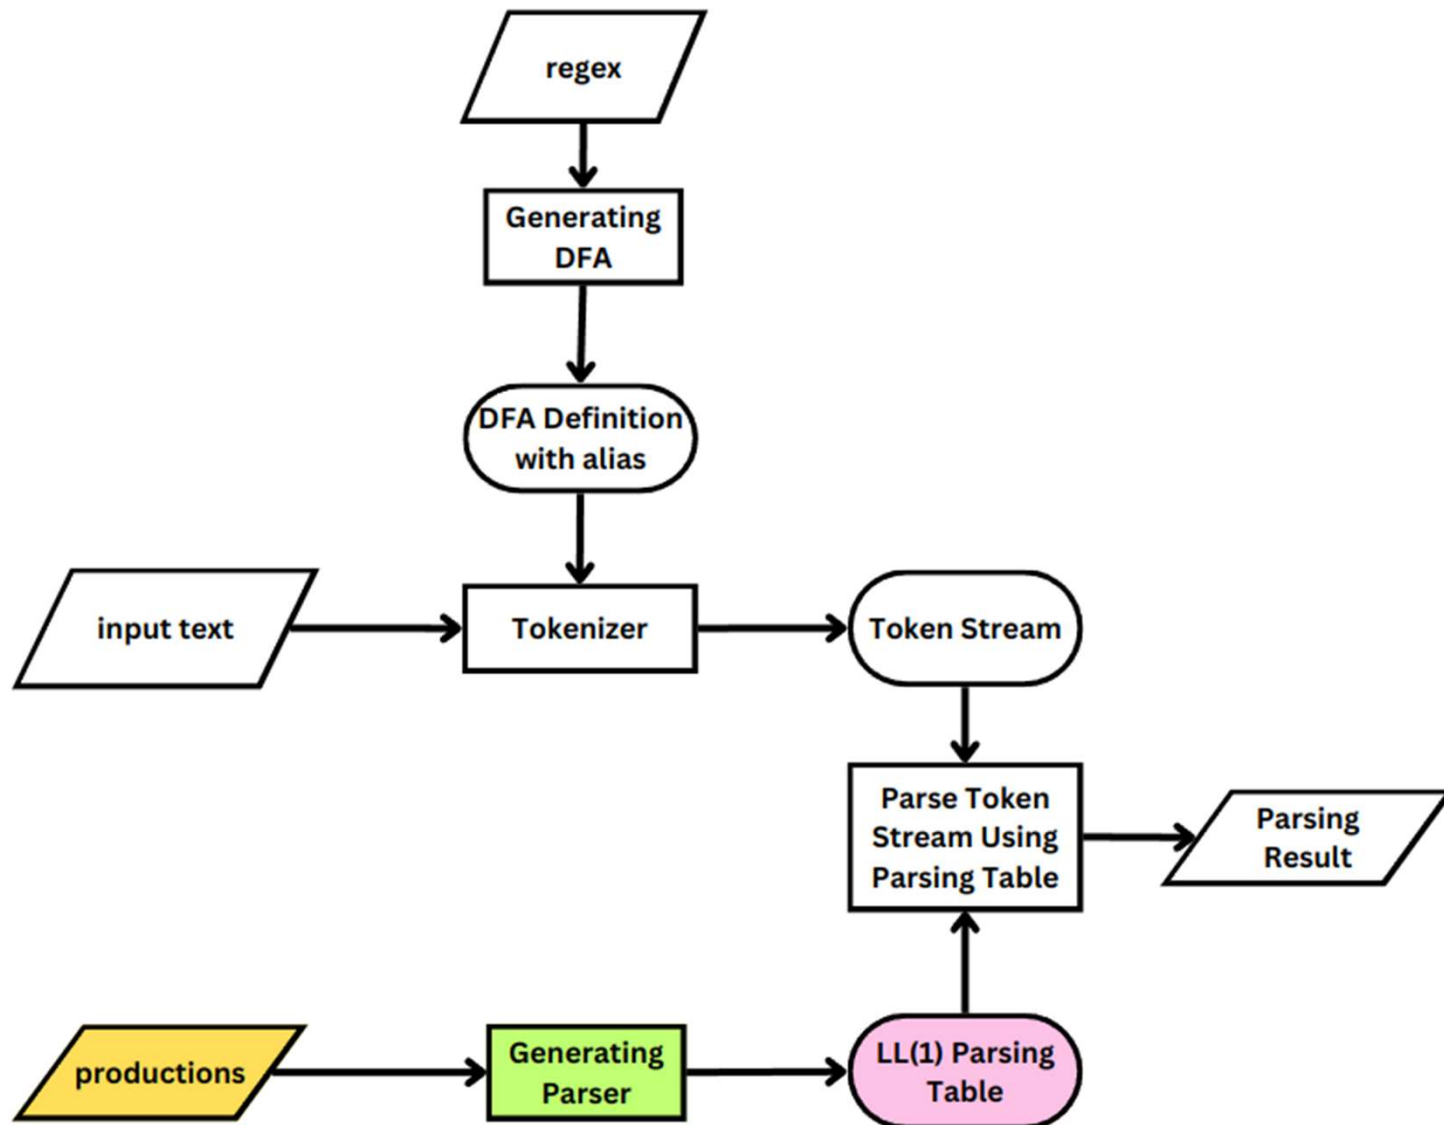 regex
Generating
DFA
DFA Definition
with alias
input text
Tokenizer
Token Stream
Parse Token
Stream Using
Parsing Table
Parsing
Result
productions
Generating
Parser
LL(1) Parsing
Table